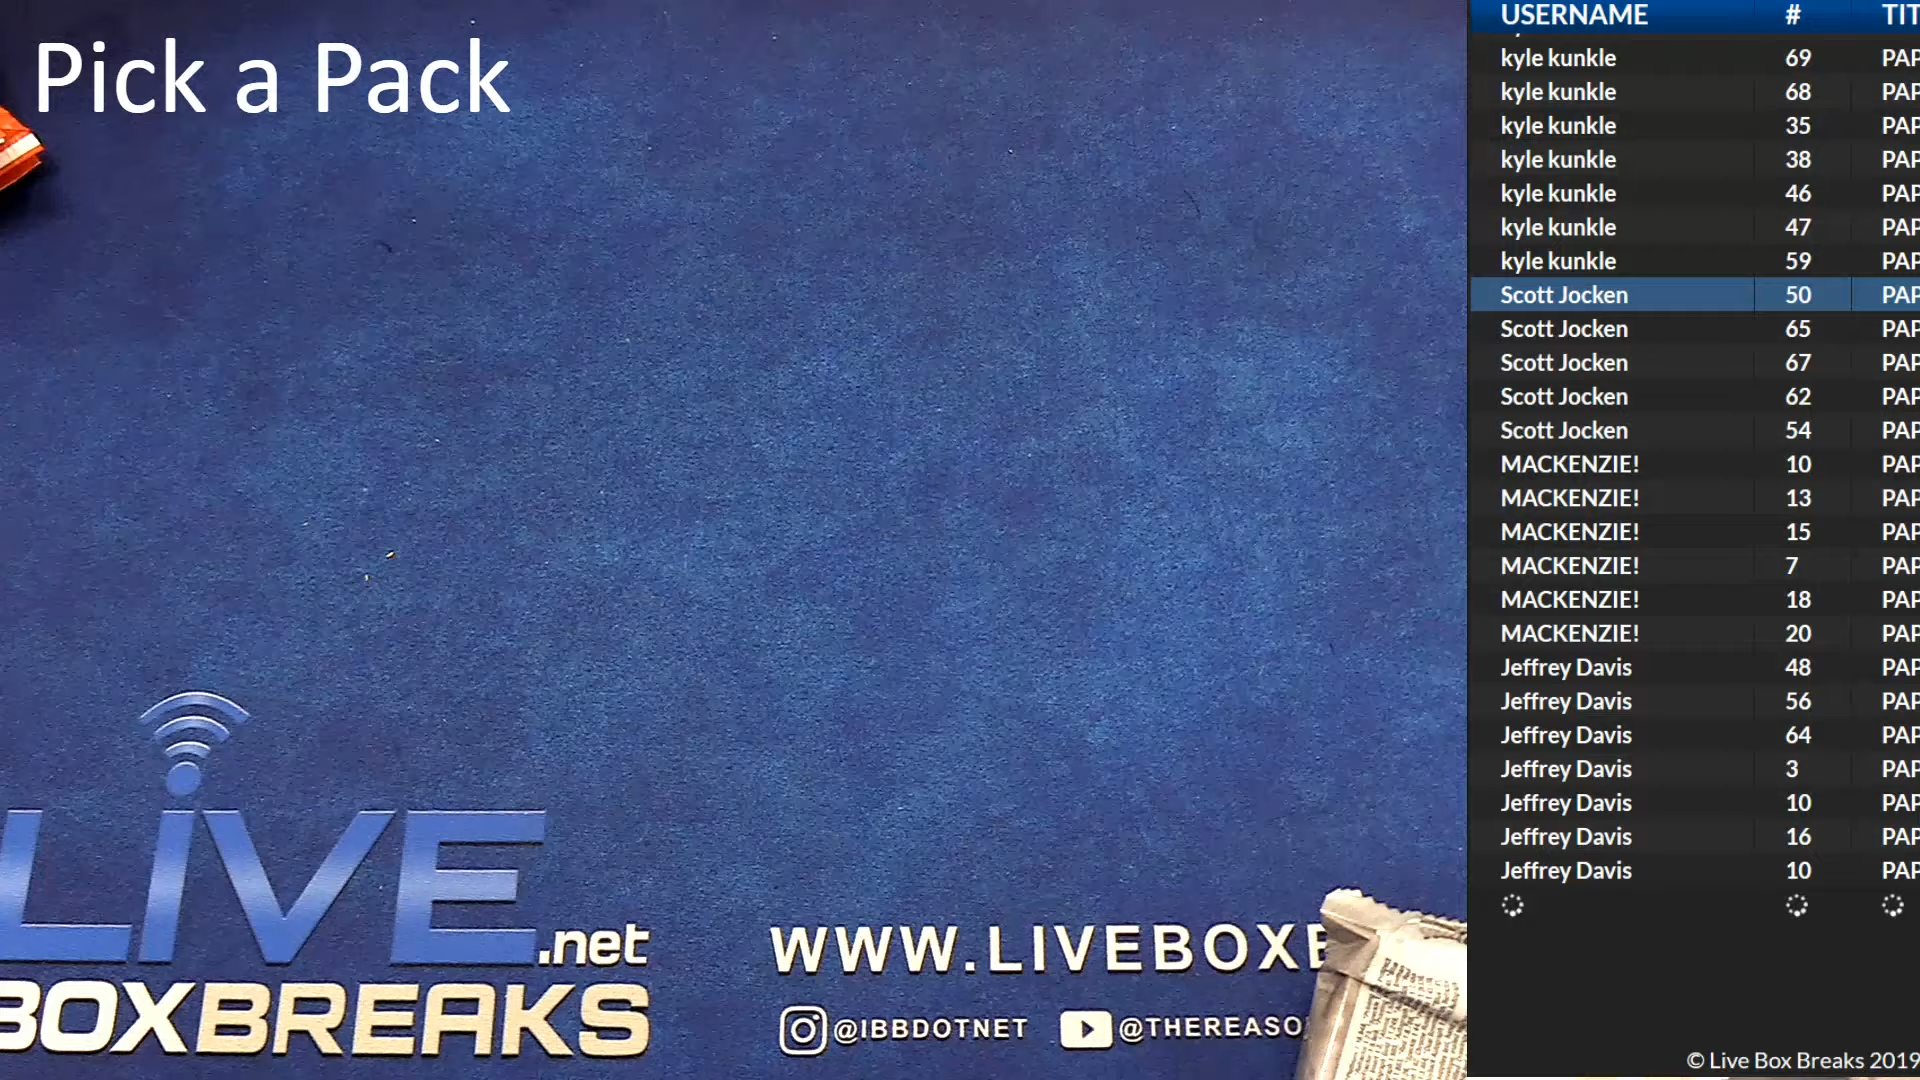 Pick a Pack
USERNAME # TIT
kyle kunkle 69 PAP
kyle kunkle 68 PAP
kyle kunkle 35 PAP
kyle kunkle 38 PAP
kyle kunkle 46 PAP
kyle kunkle 47 PAP
kyle kunkle 59 PAP
Scott Jocken 50 PAP
Scott Jocken 65 PAP
Scott Jocken 67 PAP
Scott Jocken 62 PAP
Scott Jocken 54 PAP
MACKENZIE! 10 PAP
MACKENZIE! 13 PAP
MACKENZIE! 15 PAP
MACKENZIE! 7 PAP
MACKENZIE! 18 PAP
MACKENZIE! 20 PAP
Jeffrey Davis 48 PAP
Jeffrey Davis 56 PAP
Jeffrey Davis 64 PAP
Jeffrey Davis 3 PAP
Jeffrey Davis 10 PAP
Jeffrey Davis 16 PAP
Jeffrey Davis 10 PAP
LIVE.net
BOXBREAKS
WWW.LIVEBOXB
@IBBDOTNET @THEREASO
© Live Box Breaks 2019